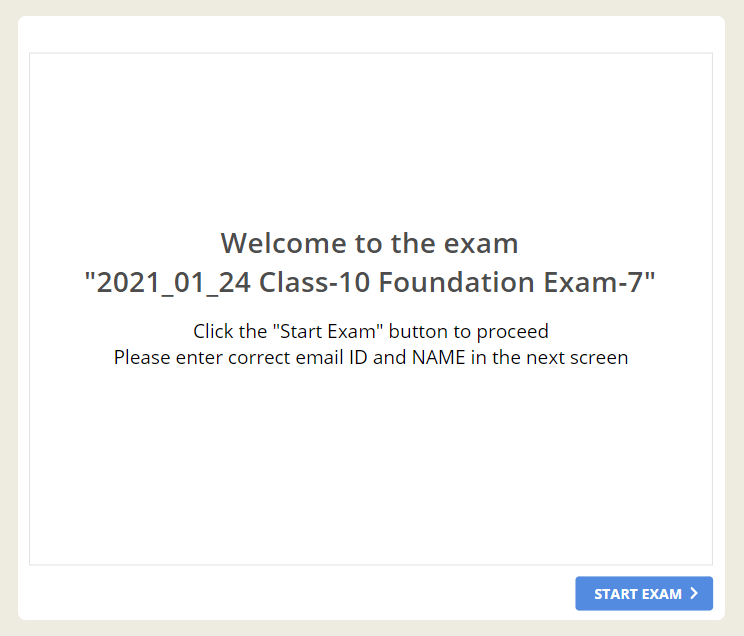 Welcome to the exam
"2021_01_24 Class-10 Foundation Exam-7"
Click the "Start Exam" button to proceed
Please enter correct email ID and NAME in the next screen
START EXAM